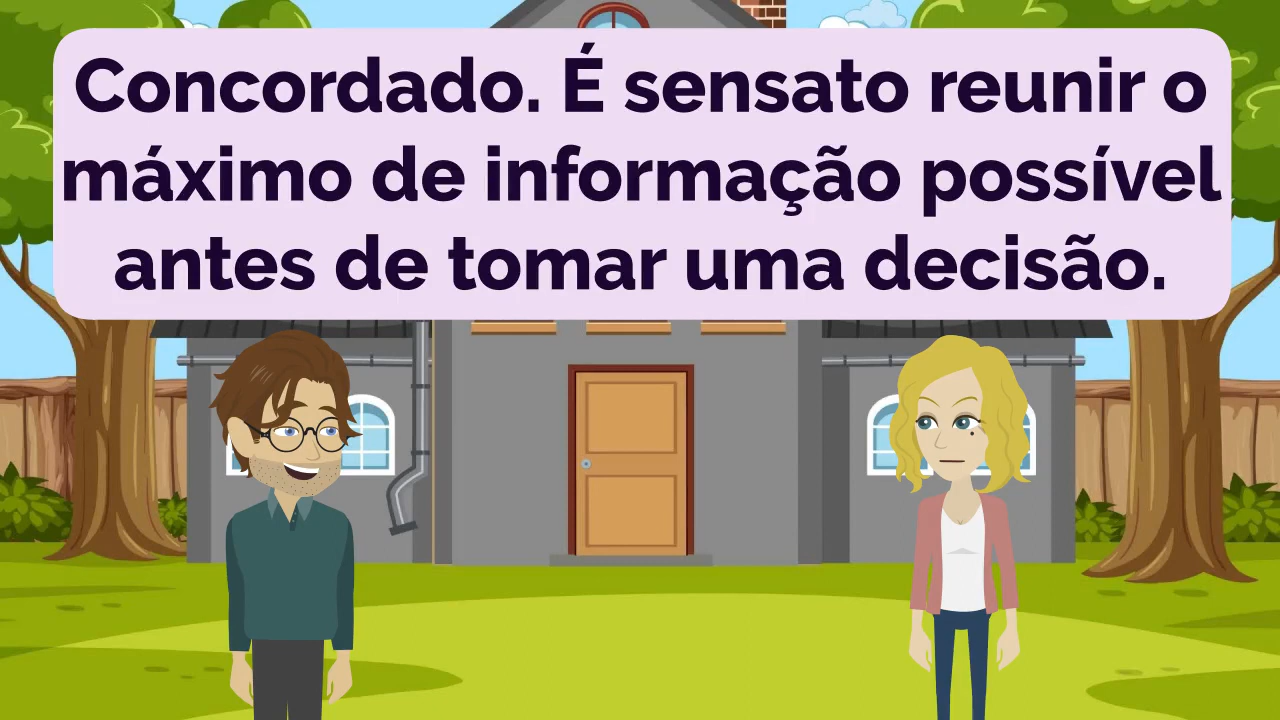 Concordado. É sensato reunir o
máximo de informação possível
antes de tomar uma decisão.